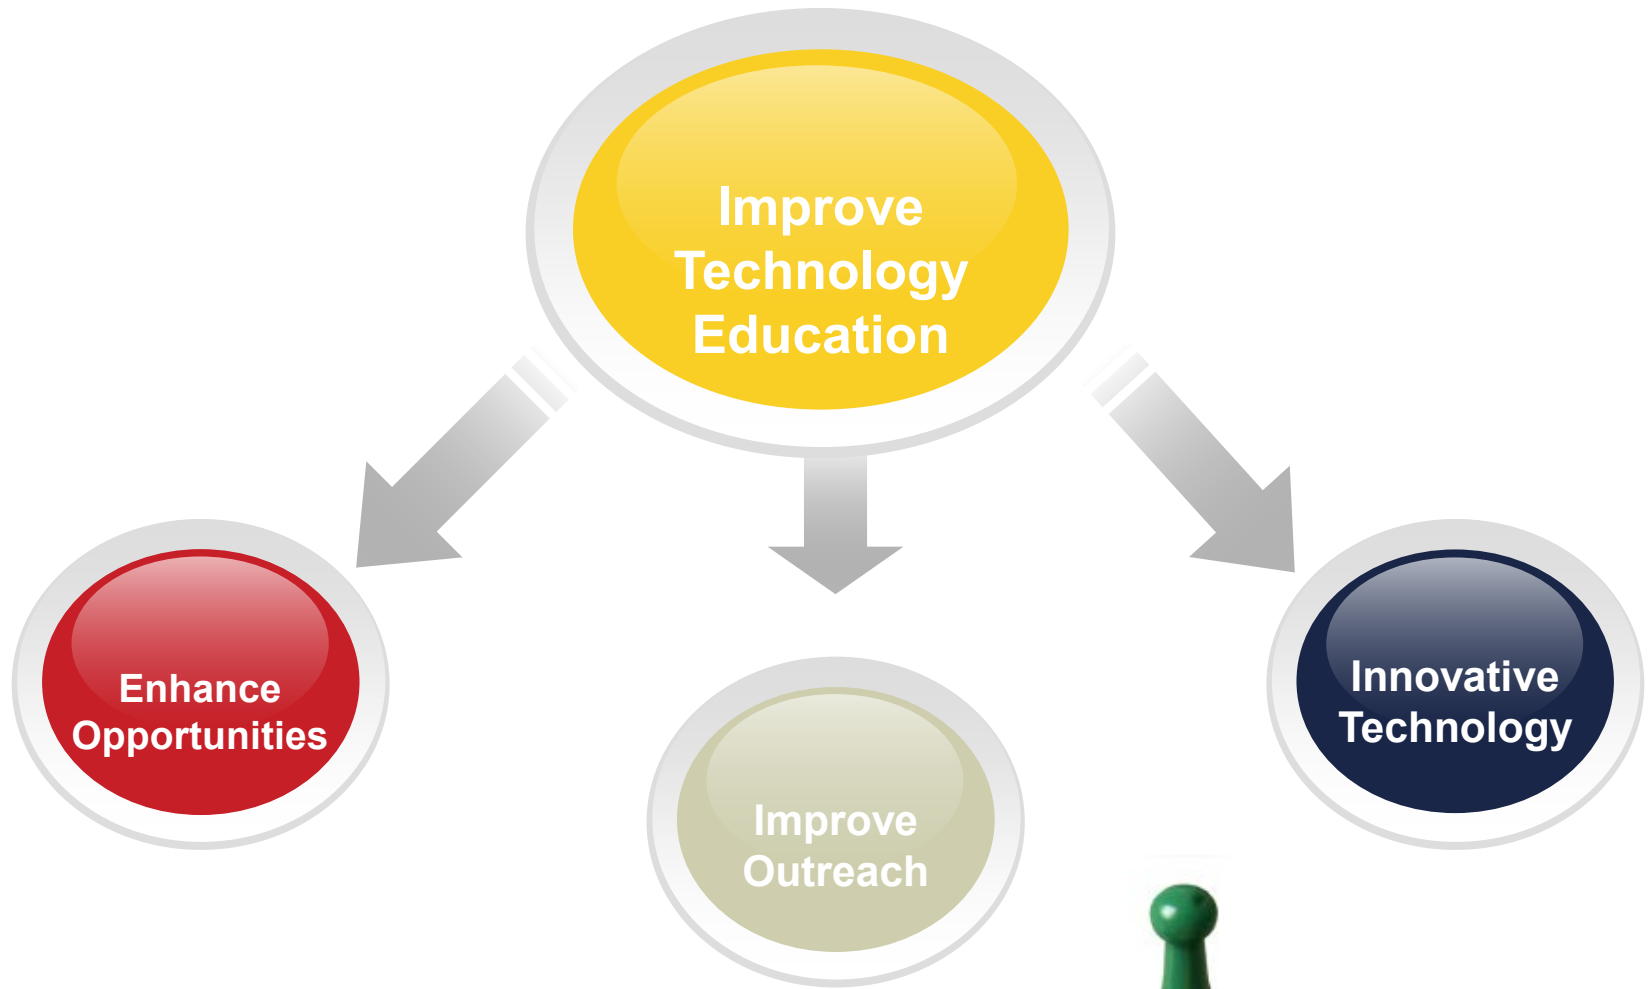 Improve
Technology
Education
Enhance
Opportunities
Improve
Outreach
Innovative
Technology